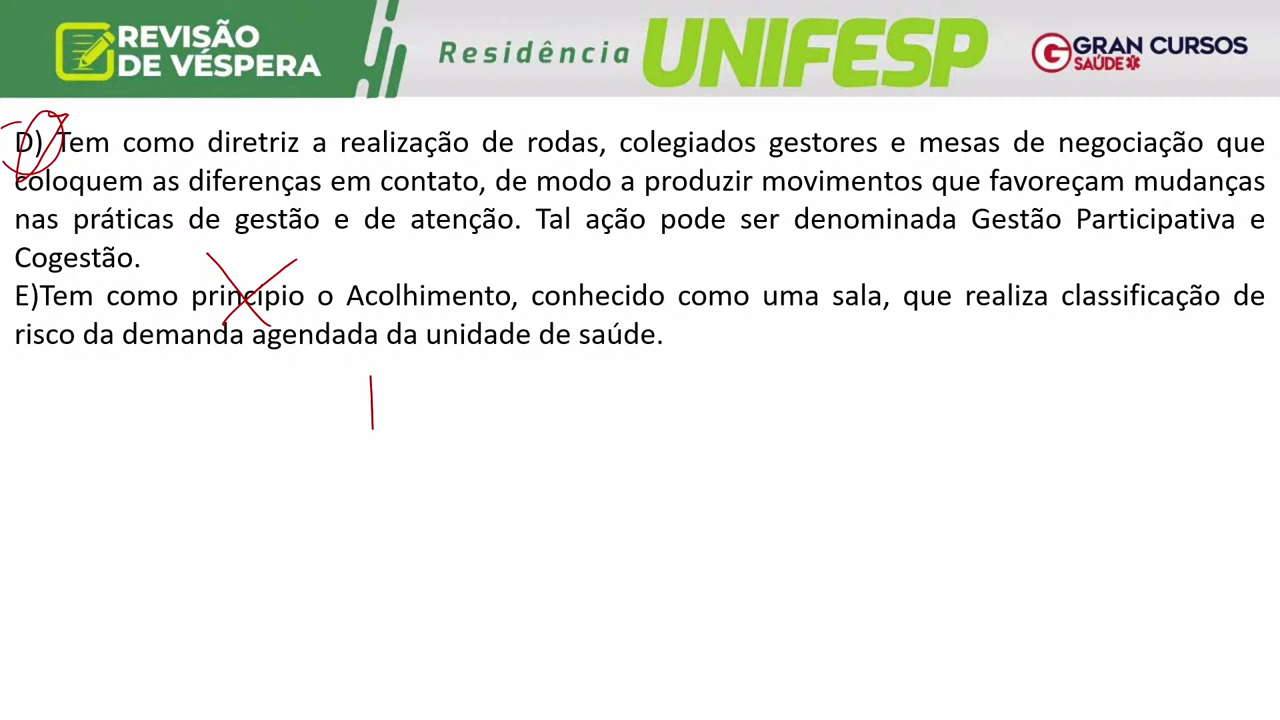 REVISÃO
DE VÉSPERA
Residência UNIFESP
GRAN CURSOS
SAÚDE
D) Tem como diretriz a realização de rodas, colegiados gestores e mesas de negociação que
coloquem as diferenças em contato, de modo a produzir movimentos que favoreçam mudanças
nas práticas de gestão e de atenção. Tal ação pode ser denominada Gestão Participativa e
Cogestão.
E)Tem como princípio o Acolhimento, conhecido como uma sala, que realiza classificação de
risco da demanda agendada da unidade de saúde.